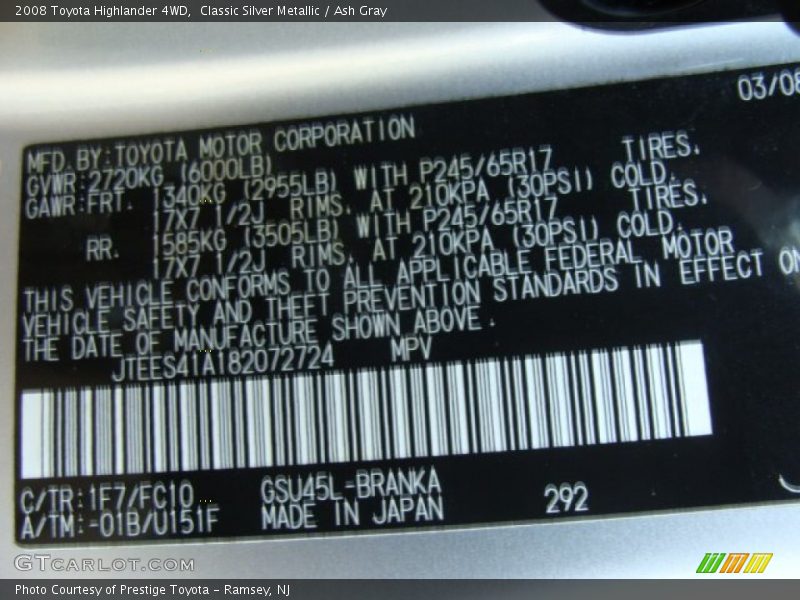 2008 Toyota Highlander 4WD,  Classic Silver Metallic / Ash Gray
03/08
MFD. BY:TOYOTA MOTOR CORPORATION
GVWR:2720KG (6000LB)
GAWR:FRT. 1340KG (2955LB) WITH P245/65R17 TIRES.
17X7 1/2J RIMS. AT 210KPA (30PSI) COLD.
RR. 1585KG (3505LB) WITH P245/65R17 TIRES.
17X7 1/2J RIMS. AT 210KPA (30PSI) COLD.
THIS VEHICLE CONFORMS TO ALL APPLICABLE FEDERAL MOTOR
VEHICLE SAFETY AND THEFT PREVENTION STANDARDS IN EFFECT ON
THE DATE OF MANUFACTURE SHOWN ABOVE.
JTEES41A182072724 MPV
C/TR:1F7/FC10 GSU45L-BRANKA 292
A/TM:-01B/U151F MADE IN JAPAN
GTCARLOT.COM
Photo Courtesy of Prestige Toyota - Ramsey, NJ